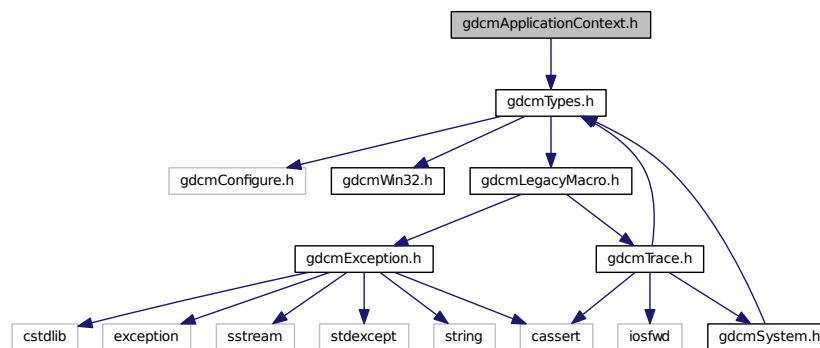 gdcmApplicationContext.h
gdcmTypes.h
gdcmConfigure.h
gdcmWin32.h
gdcmLegacyMacro.h
gdcmException.h
gdcmTrace.h
cstdlib
exception
sstream
stdexcept
string
cassert
iosfwd
gdcmSystem.h